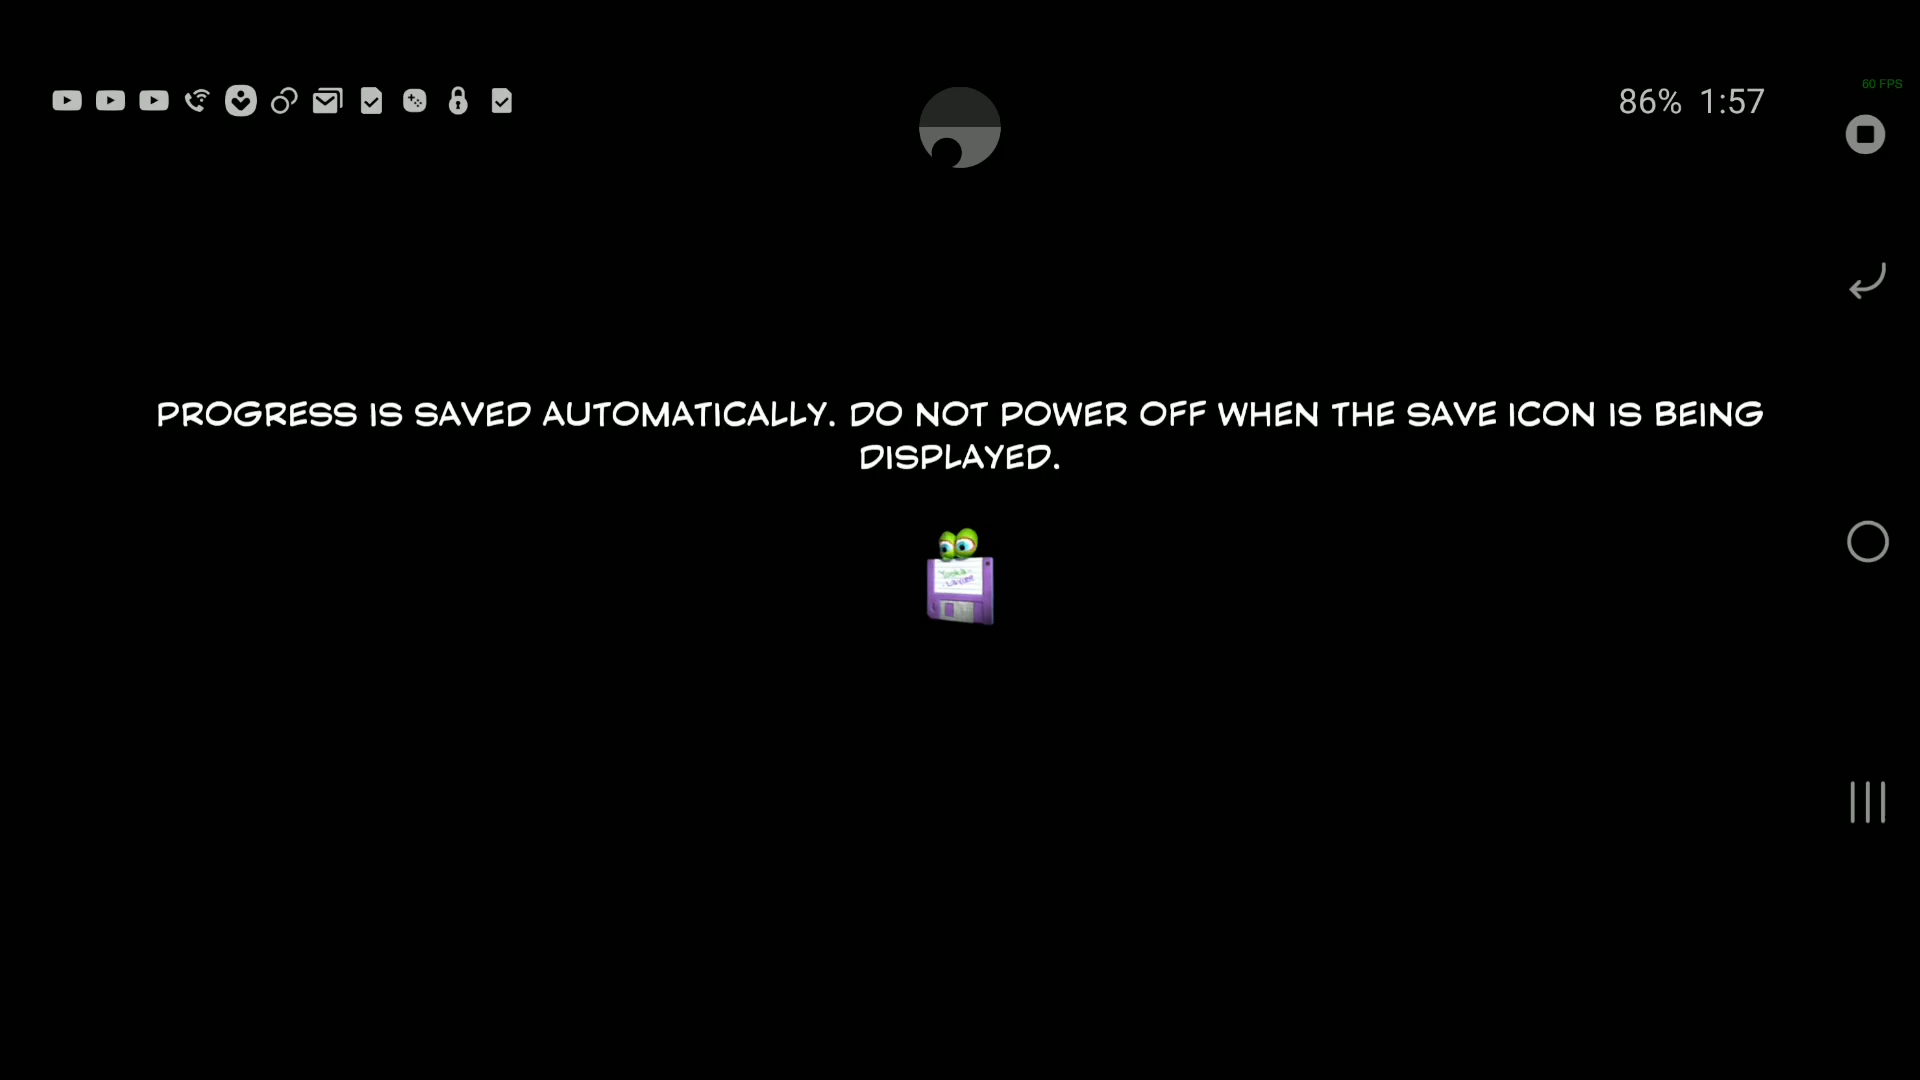 86% 1:57
60 FPS
PROGRESS IS SAVED AUTOMATICALLY. DO NOT POWER OFF WHEN THE SAVE ICON IS BEING
DISPLAYED.